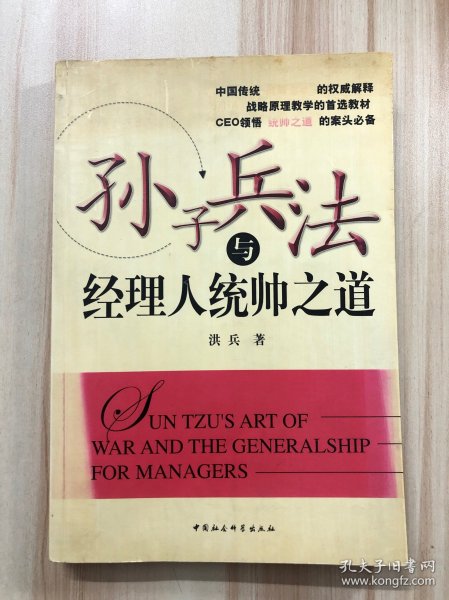 中国传统 的权威解释
战略原理教学的首选教材
CEO领悟 统帅之道 的案头必备
孙子兵法
与
经理人统帅之道
洪兵 著
SUN TZU'S ART OF
WAR AND THE GENERALSHIP
FOR MANAGERS
中国社会科学出版社
孔夫子旧书网
www.kongfz.com